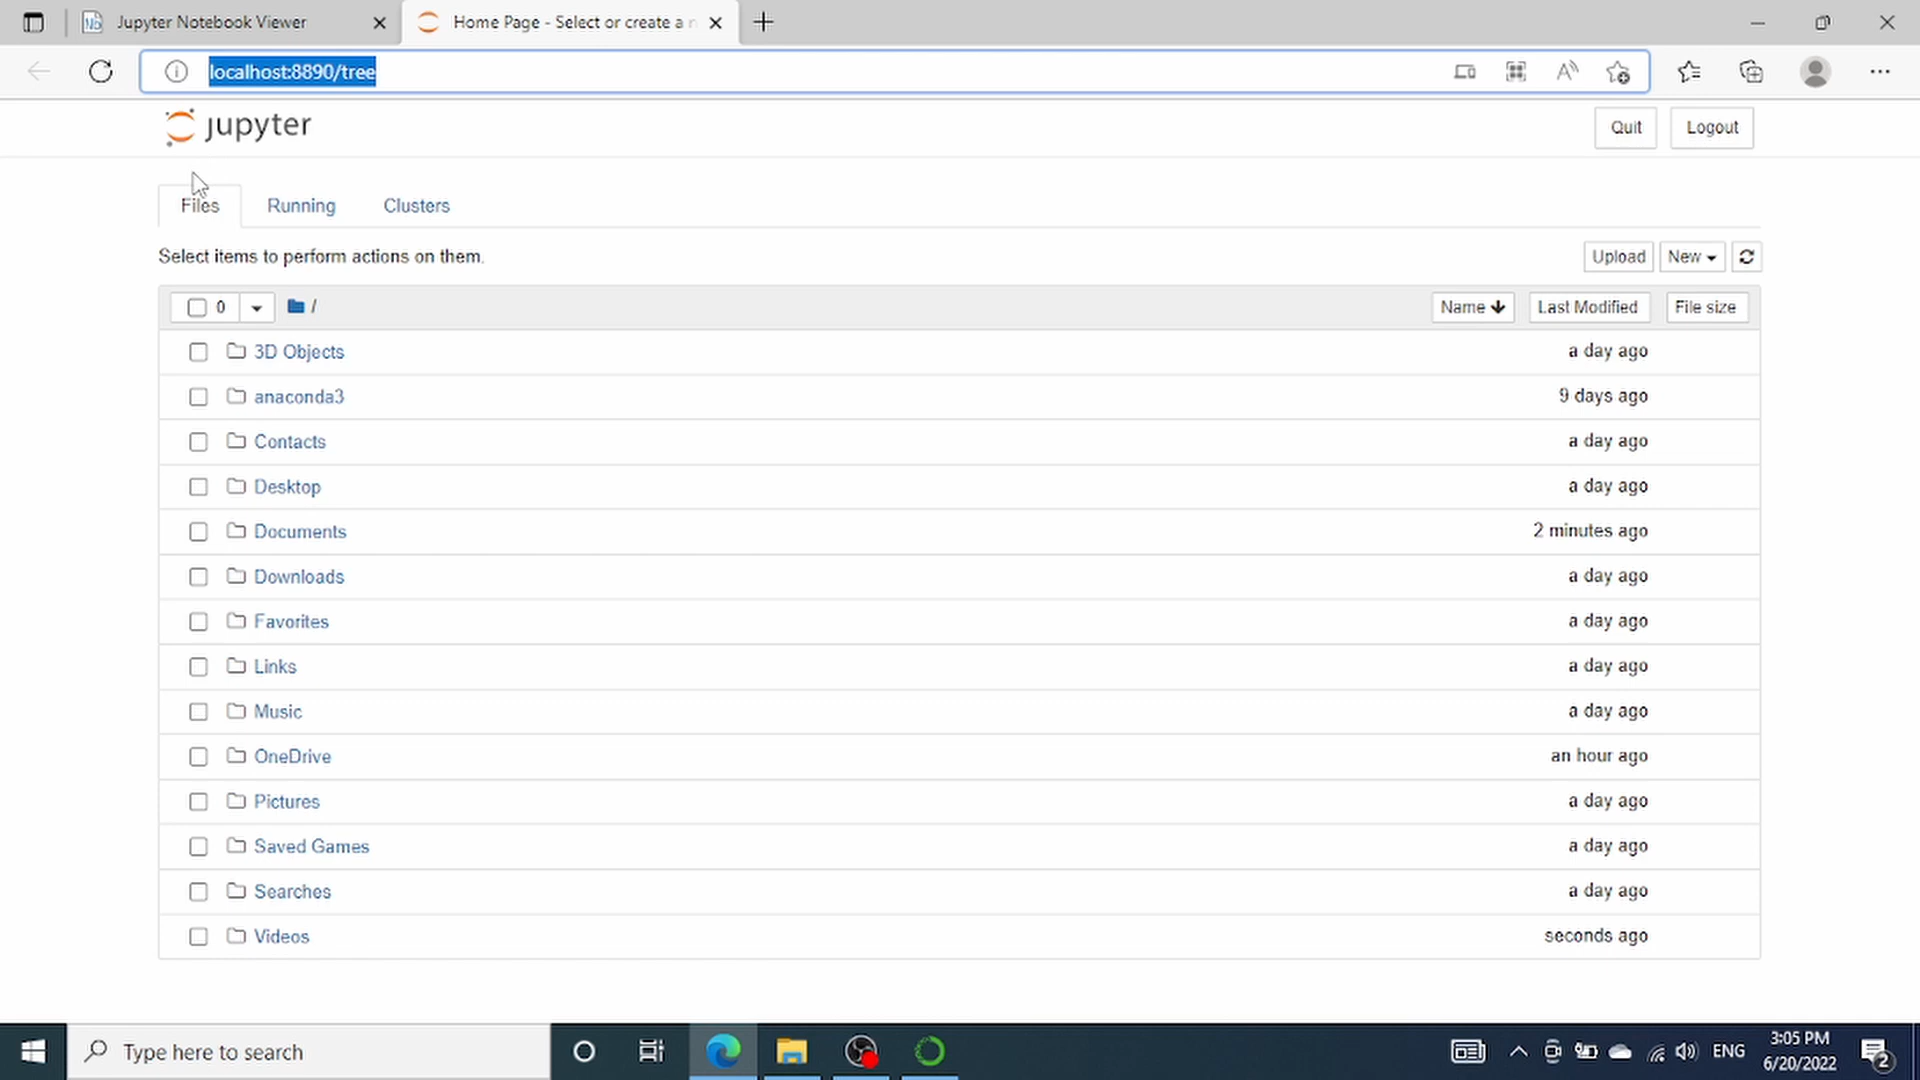 Jupyter Notebook Viewer
Home Page - Select or create a n
localhost:8890/tree
jupyter
Quit
Logout
Files
Running
Clusters
Select items to perform actions on them.
Upload
New
0
/
Name
Last Modified
File size
3D Objects
a day ago
anaconda3
9 days ago
Contacts
a day ago
Desktop
a day ago
Documents
2 minutes ago
Downloads
a day ago
Favorites
a day ago
Links
a day ago
Music
a day ago
OneDrive
an hour ago
Pictures
a day ago
Saved Games
a day ago
Searches
a day ago
Videos
seconds ago
Type here to search
ENG
3:05 PM
6/20/2022
2